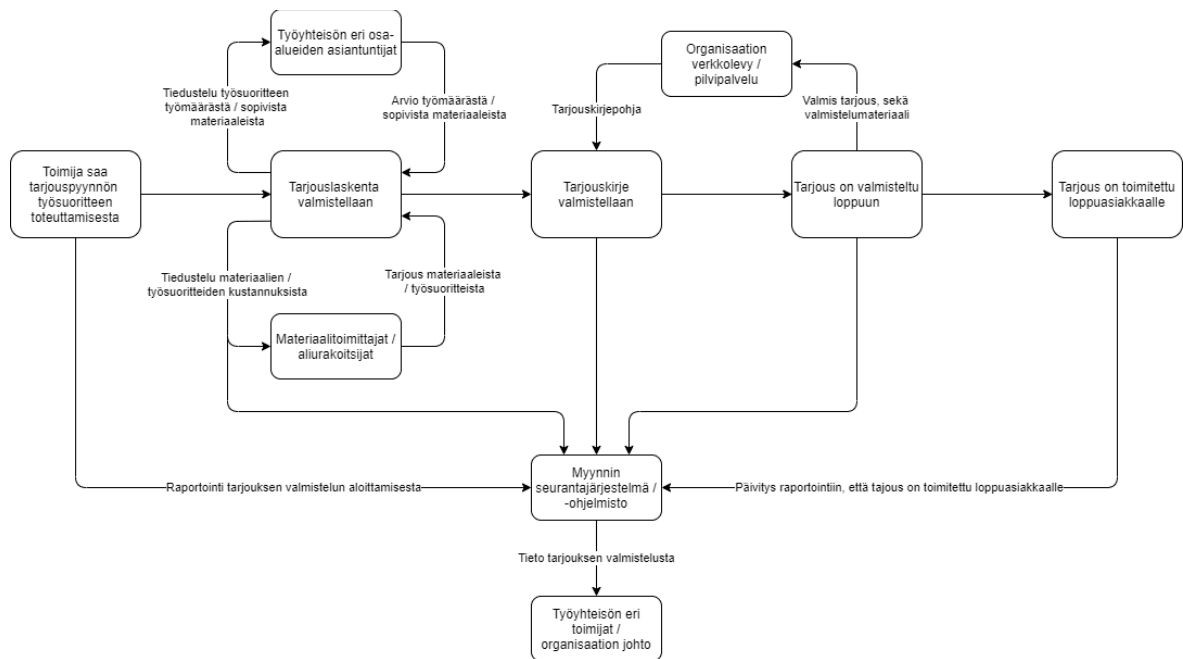 Työyhteisön eri osa-
alueiden asiantuntijat
Organisaation
verkkolevy /
pilvipalvelu
Tiedustelu työsuoritteen
työmäärästä / sopivista
materiaaleista
Arvio työmäärästä /
sopivista materiaaleista
Tarjouskirjepohja
Valmis tarjous, sekä
valmistelumateriaali
Toimija saa
tarjouspyynnön
työsuoritteen
toteuttamisesta
Tarjouslaskenta
valmistellaan
Tarjouskirje
valmistellaan
Tarjous on valmisteltu
loppuun
Tarjous on toimitettu
loppuasiakkaalle
Tiedustelu materiaalien /
työsuoritteiden kustannuksista
Tarjous materiaaleista
/ työsuoritteista
Materiaalitoimittajat /
aliurakoitsijat
Raportointi tarjouksen valmistelun aloittamisesta
Myynnin
seurantajärjestelmä /
-ohjelmisto
Päivitys raportointiin, että tajous on toimitettu loppuasiakkaalle
Tieto tarjouksen valmistelusta
Työyhteisön eri
toimijat /
organisaation johto